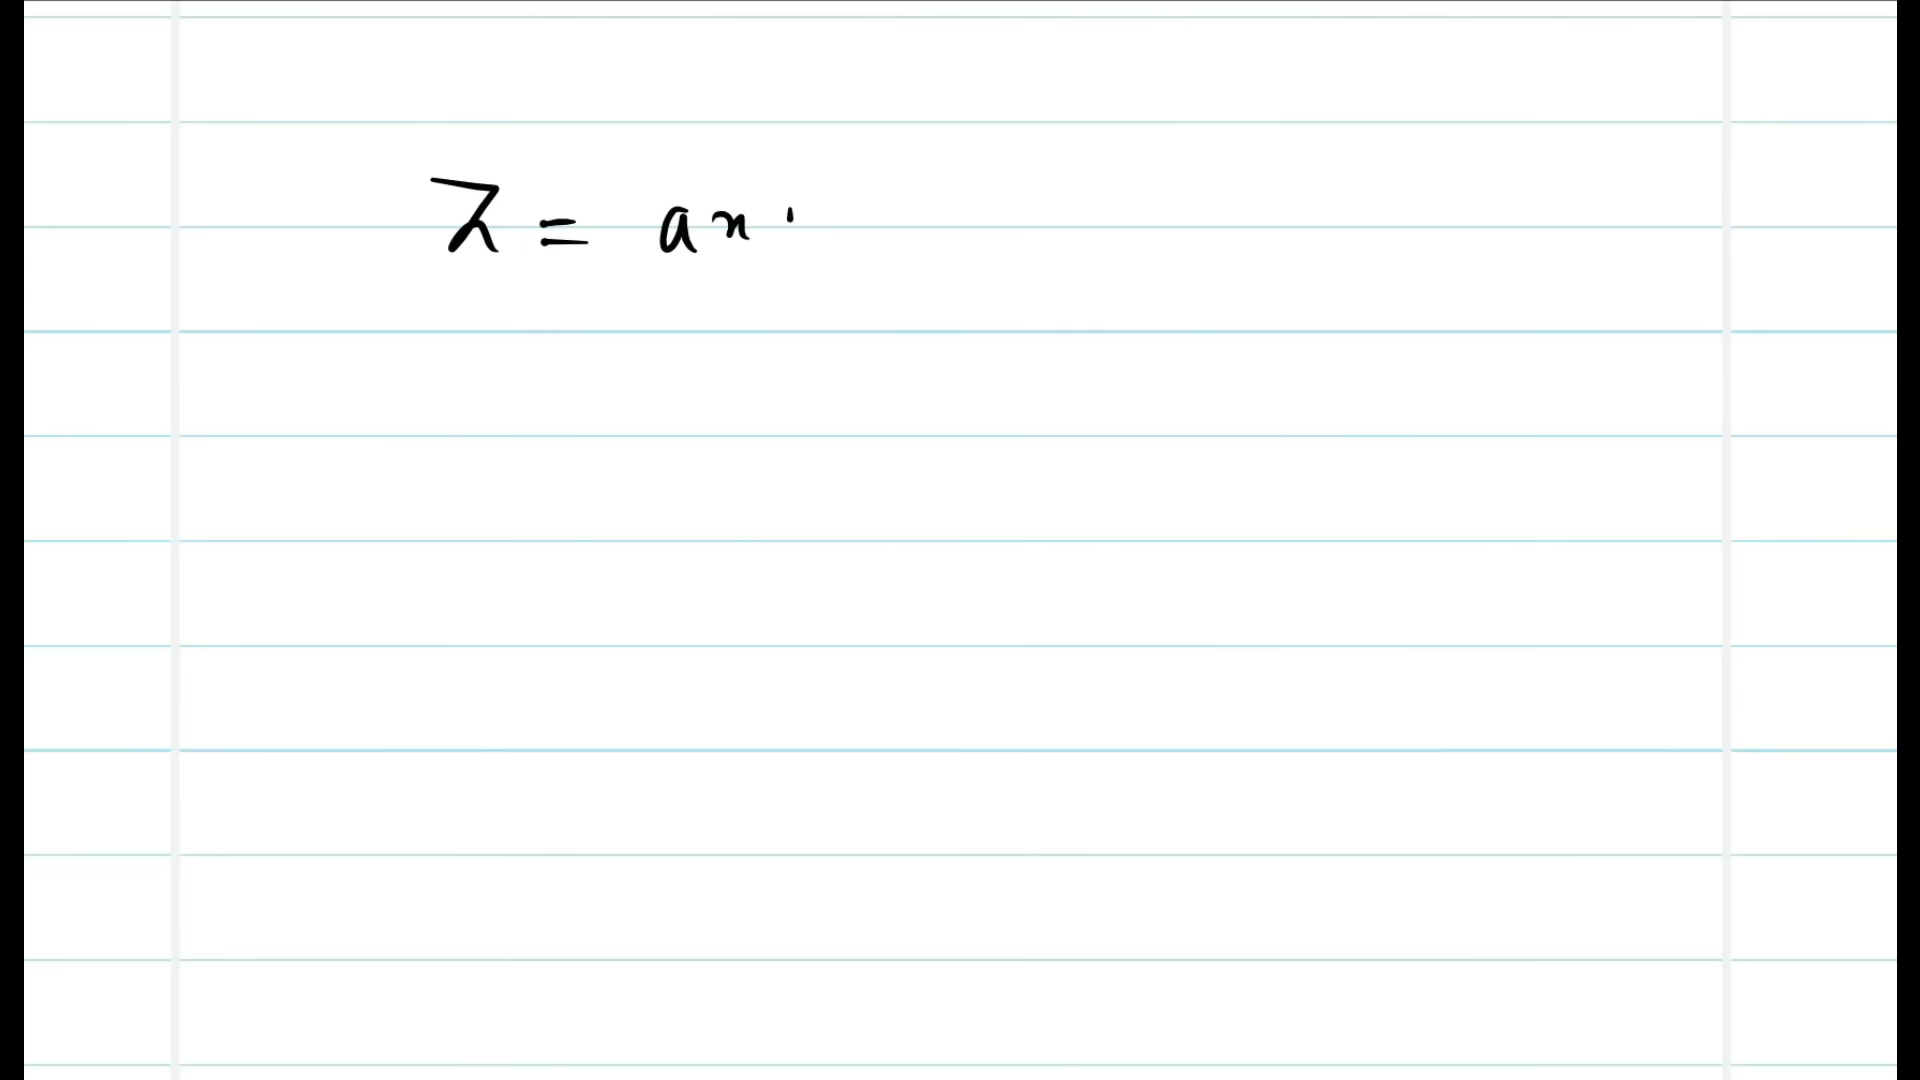 Z = ax